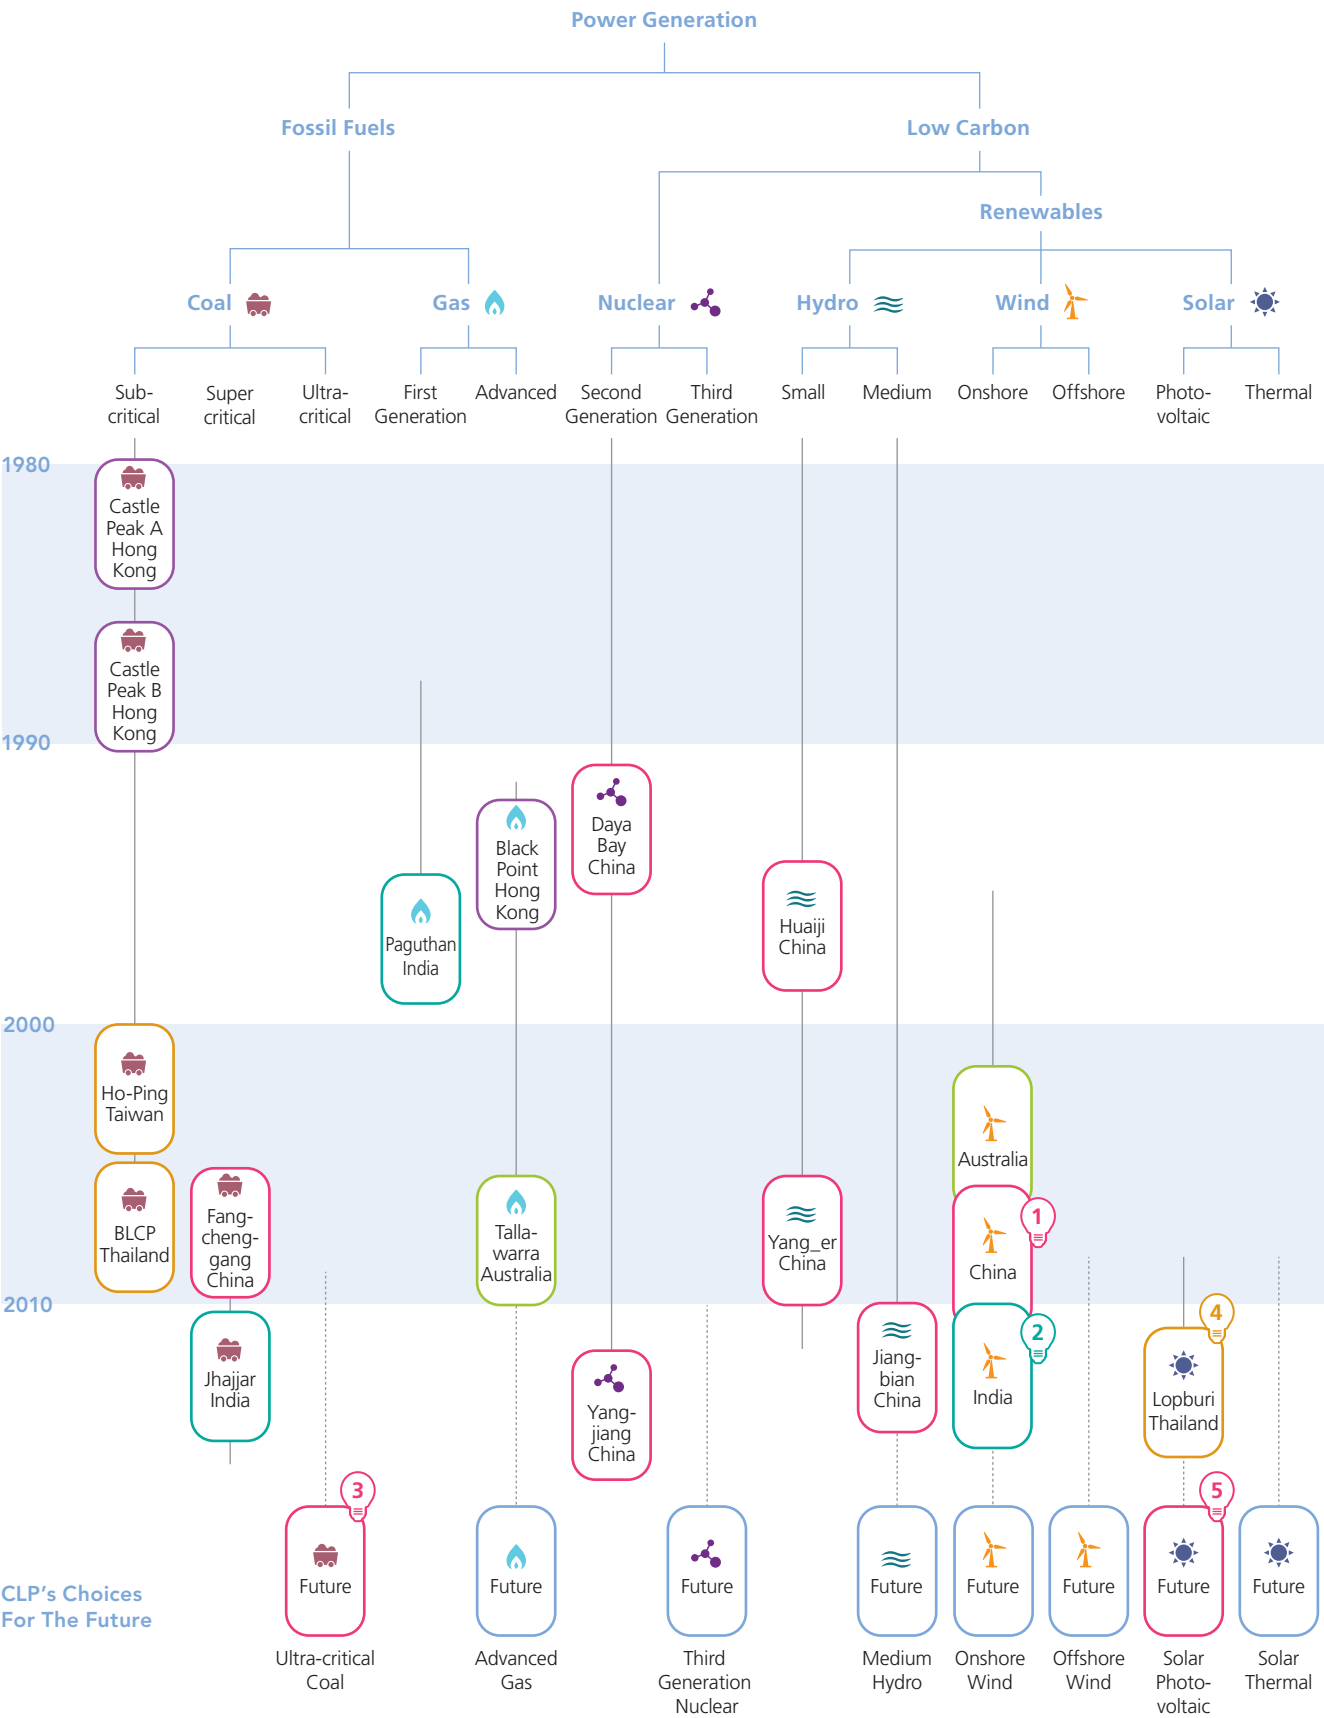 Power Generation
Fossil Fuels
Low Carbon
Renewables
Coal
Gas
Nuclear
Hydro
Wind
Solar
Sub-
critical
Super
critical
Ultra-
critical
First
Generation
Advanced
Second
Generation
Third
Generation
Small
Medium
Onshore
Offshore
Photo-
voltaic
Thermal
1980
Castle
Peak A
Hong
Kong
Castle
Peak B
Hong
Kong
1990
Daya
Bay
China
Black
Point
Hong
Kong
Paguthan
India
Huaiji
China
2000
Ho-Ping
Taiwan
BLCP
Thailand
Fang-
cheng-
gang
China
Talla-
warra
Australia
Yang_er
China
Australia
1
China
2010
2
India
4
Lopburi
Thailand
Jhajjar
India
Yang-
jiang
China
Jiang-
bian
China
3
5
Future
Future
Future
Future
Future
Future
Future
Future
CLP's Choices
For The Future
Ultra-critical
Coal
Advanced
Gas
Third
Generation
Nuclear
Medium
Hydro
Onshore
Wind
Offshore
Wind
Solar
Photo-
voltaic
Solar
Thermal